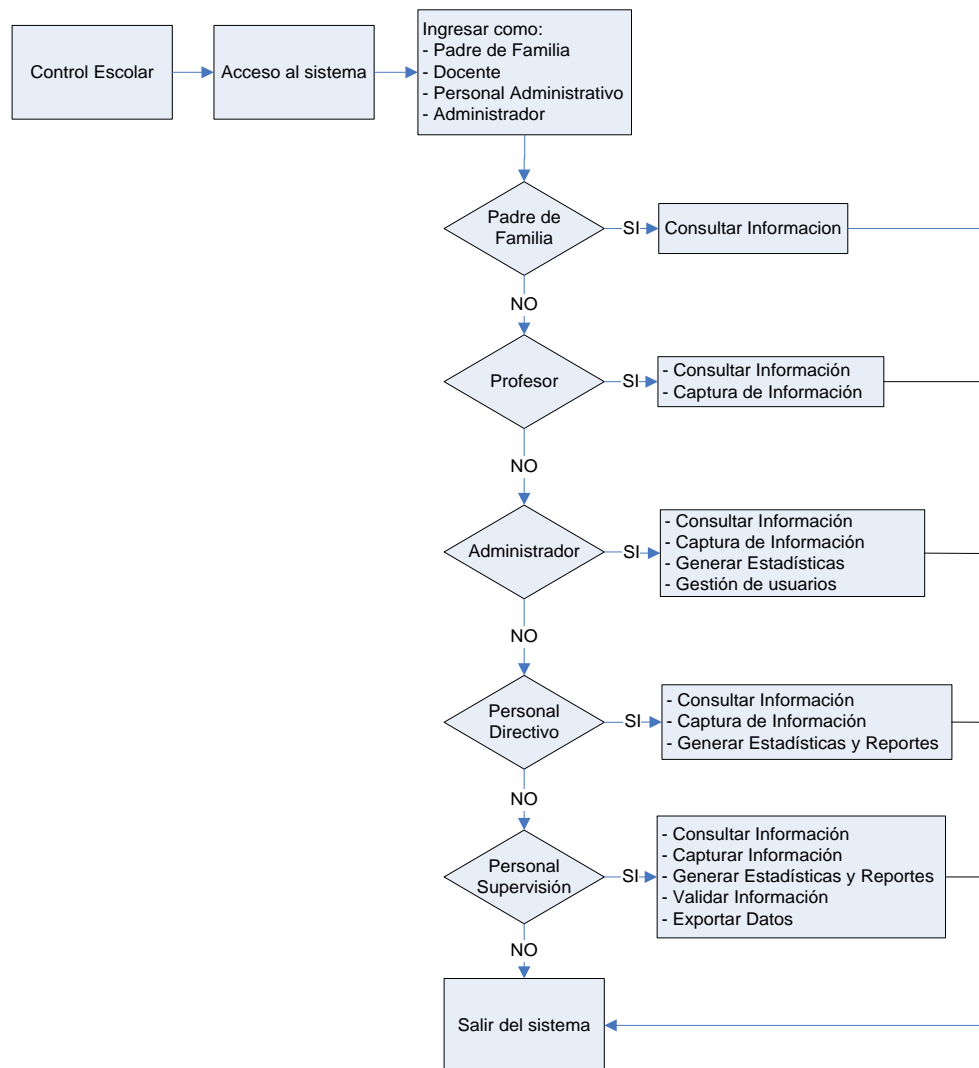 Control Escolar
Acceso al sistema
Ingresar como:
- Padre de Familia
- Docente
- Personal Administrativo
- Administrador
Padre de
Familia
SI
Consultar Informacion
NO
Profesor
SI
- Consultar Información
- Captura de Información
NO
Administrador
SI
- Consultar Información
- Captura de Información
- Generar Estadísticas
- Gestión de usuarios
NO
Personal
Directivo
SI
- Consultar Información
- Captura de Información
- Generar Estadísticas y Reportes
NO
Personal
Supervisión
SI
- Consultar Información
- Capturar Información
- Generar Estadísticas y Reportes
- Validar Información
- Exportar Datos
NO
Salir del sistema